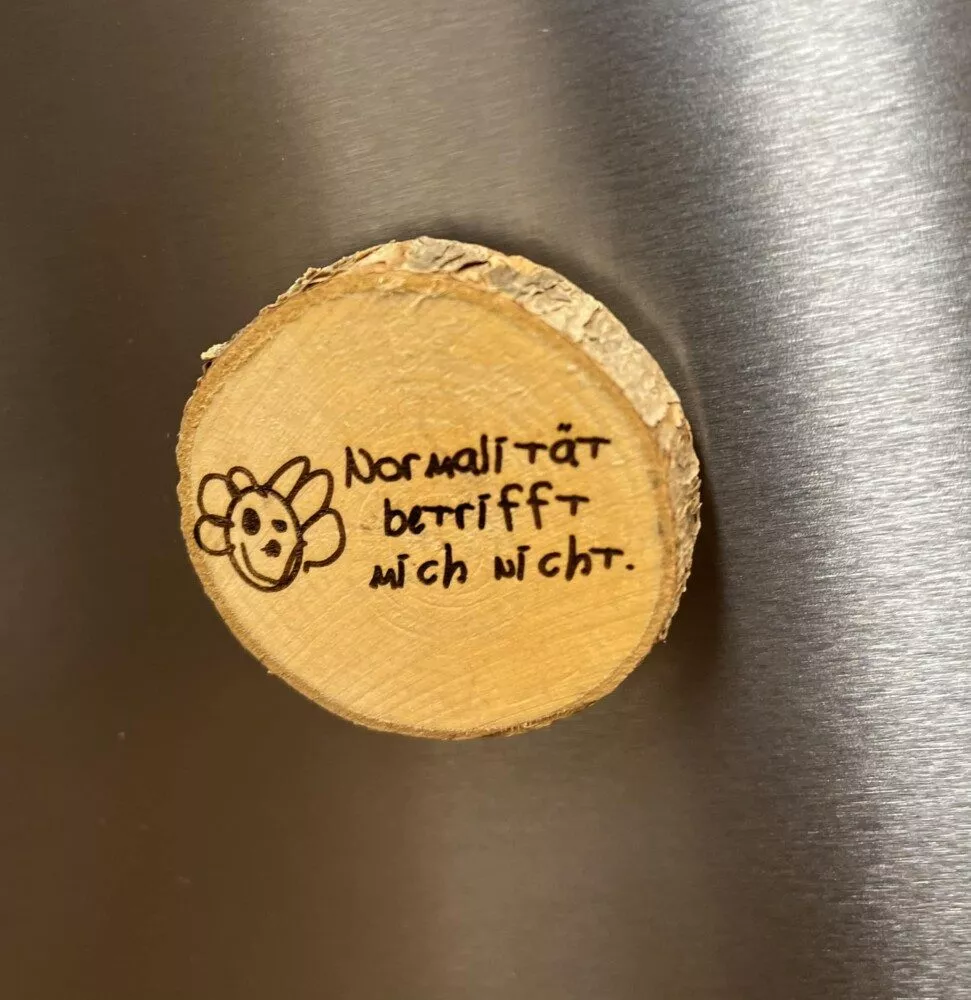 Normalität
betrifft
mich nicht.